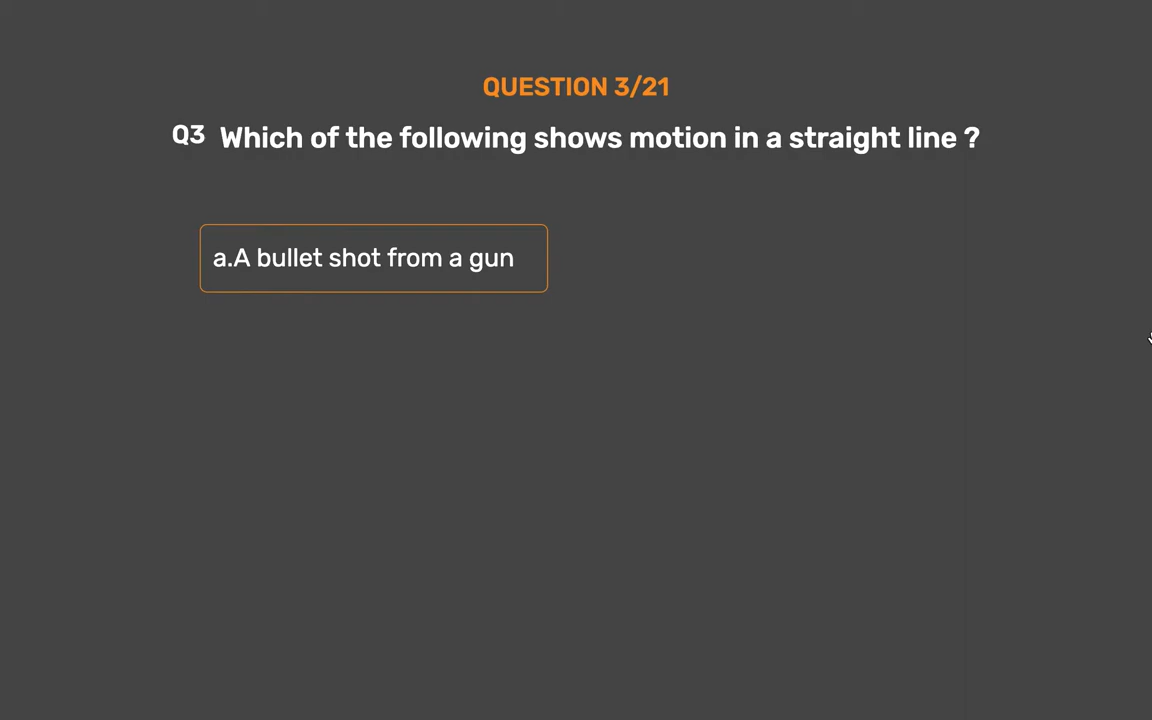 QUESTION 3/21
Q3 Which of the following shows motion in a straight line ?
a.A bullet shot from a gun